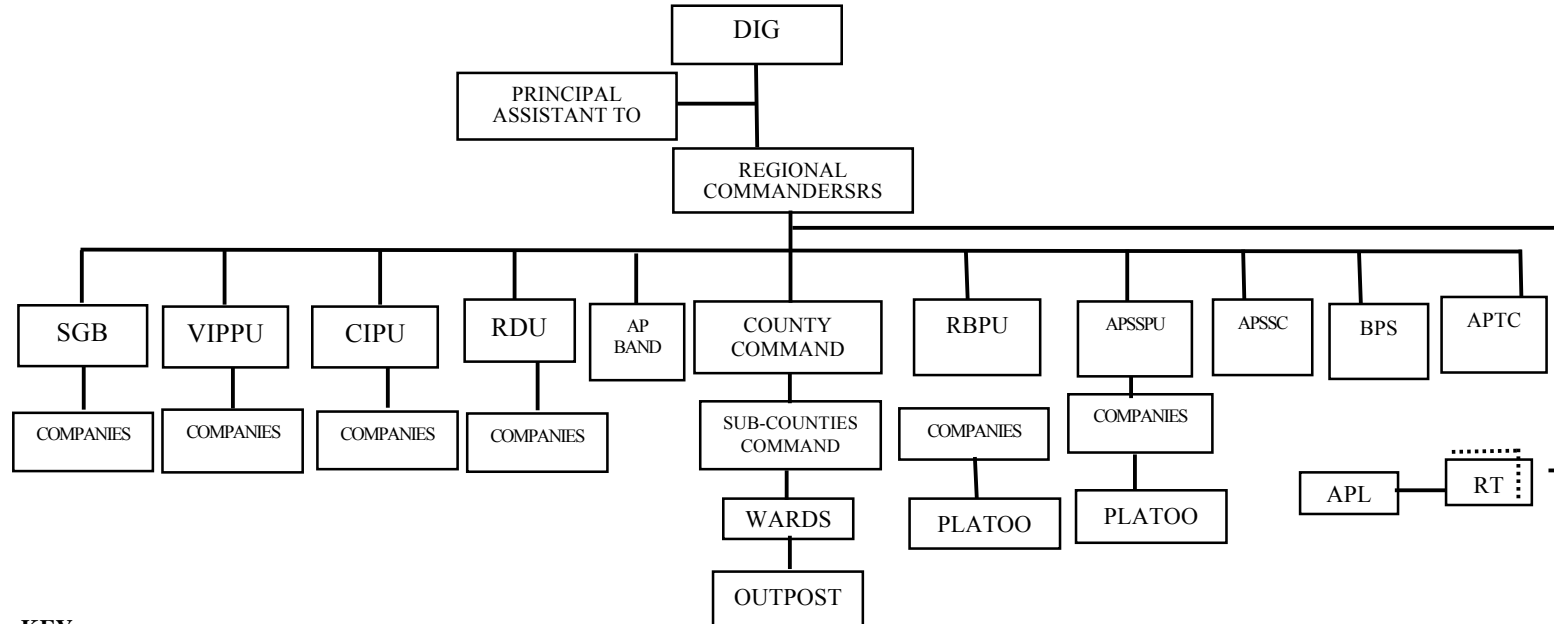 DIG
PRINCIPAL
ASSISTANT TO
REGIONAL
COMMANDERSRS
SGB
VIPPU
CIPU
RDU
AP
BAND
COUNTY
COMMAND
RBPU
APSSPU
APSSC
BPS
APTC
COMPANIES
COMPANIES
COMPANIES
COMPANIES
SUB-COUNTIES
COMMAND
COMPANIES
COMPANIES
APL
RT
WARDS
PLATOO
PLATOO
OUTPOST
KEY